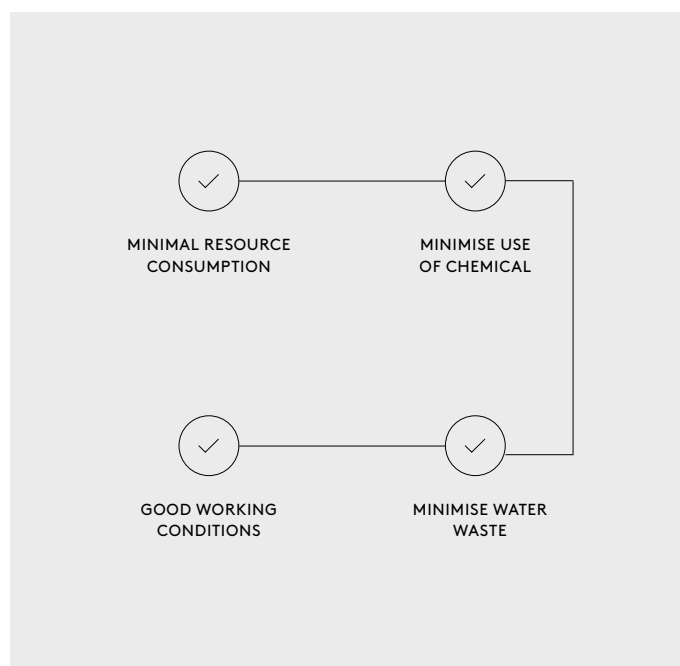 MINIMAL RESOURCE
CONSUMPTION
MINIMISE USE
OF CHEMICAL
GOOD WORKING
CONDITIONS
MINIMISE WATER
WASTE